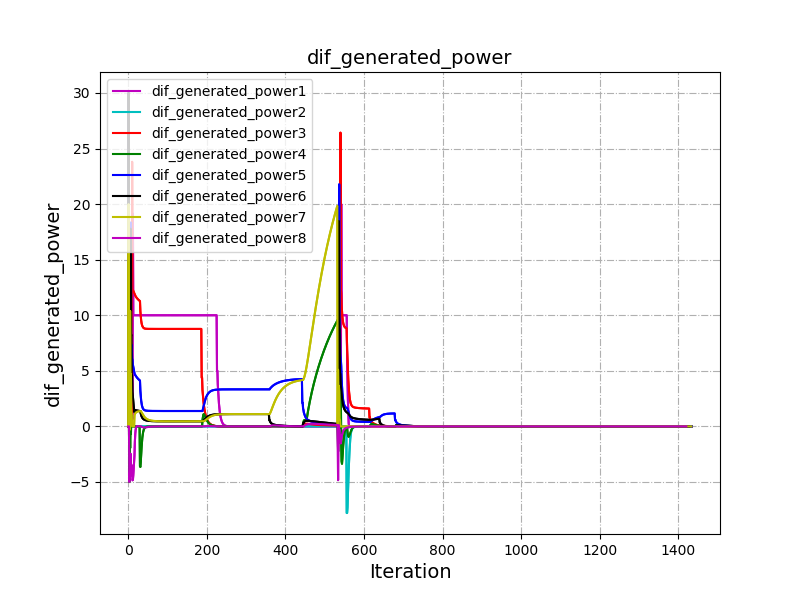 dif_generated_power
dif_generated_power
30
25
20
15
10
5
0
−5
dif_generated_power1
dif_generated_power2
dif_generated_power3
dif_generated_power4
dif_generated_power5
dif_generated_power6
dif_generated_power7
dif_generated_power8
0 200 400 600 800 1000 1200 1400
Iteration